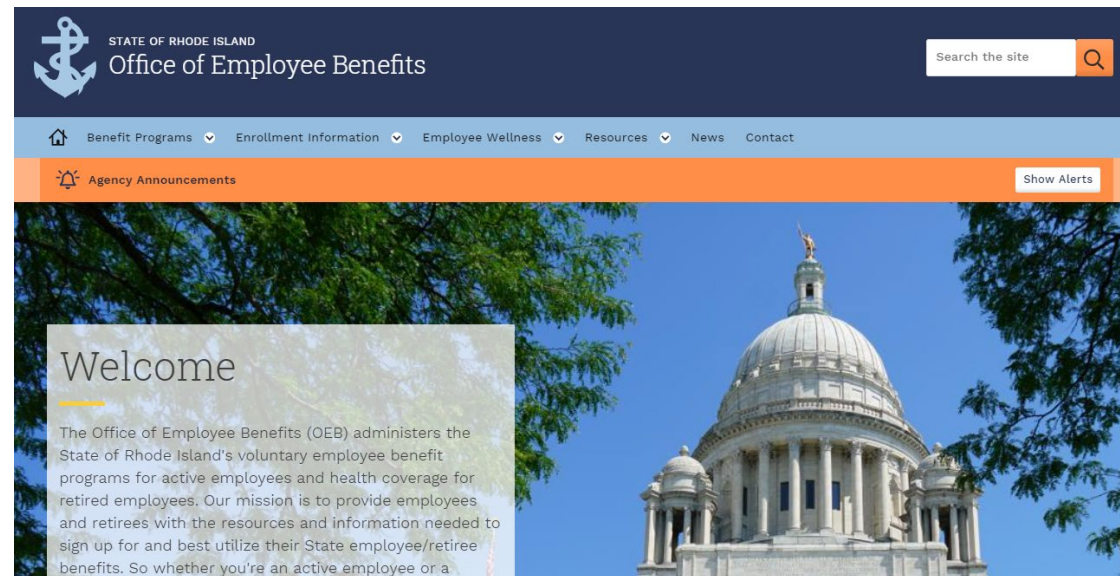 STATE OF RHODE ISLAND
Office of Employee Benefits
Search the site
Benefit Programs Enrollment Information Employee Wellness Resources News Contact
Agency Announcements
Show Alerts
Welcome
The Office of Employee Benefits (OEB) administers the
State of Rhode Island's voluntary employee benefit
programs for active employees and health coverage for
retired employees. Our mission is to provide employees
and retirees with the resources and information needed to
sign up for and best utilize their State employee/retiree
benefits. So whether you're an active employee or a